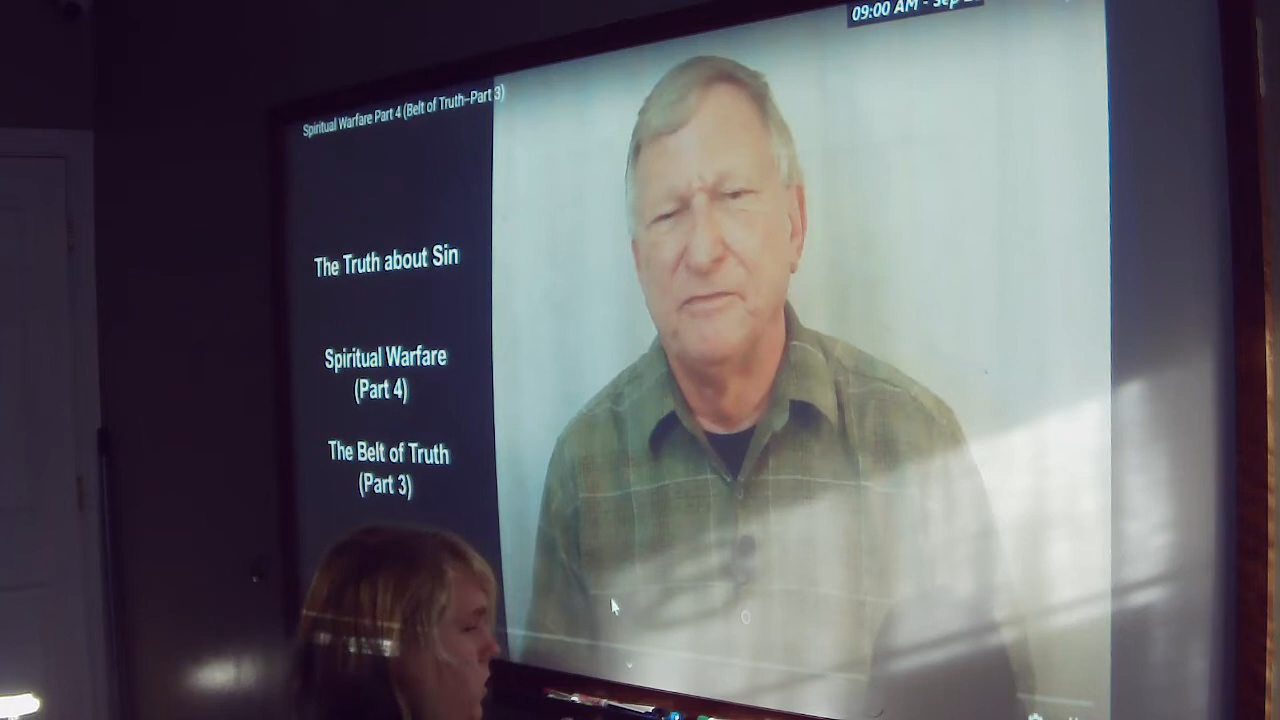 09:00 AM - Sep
Spiritual Warfare Part 4 (Belt of Truth–Part 3)
The Truth about Sin
Spiritual Warfare
(Part 4)
The Belt of Truth
(Part 3)